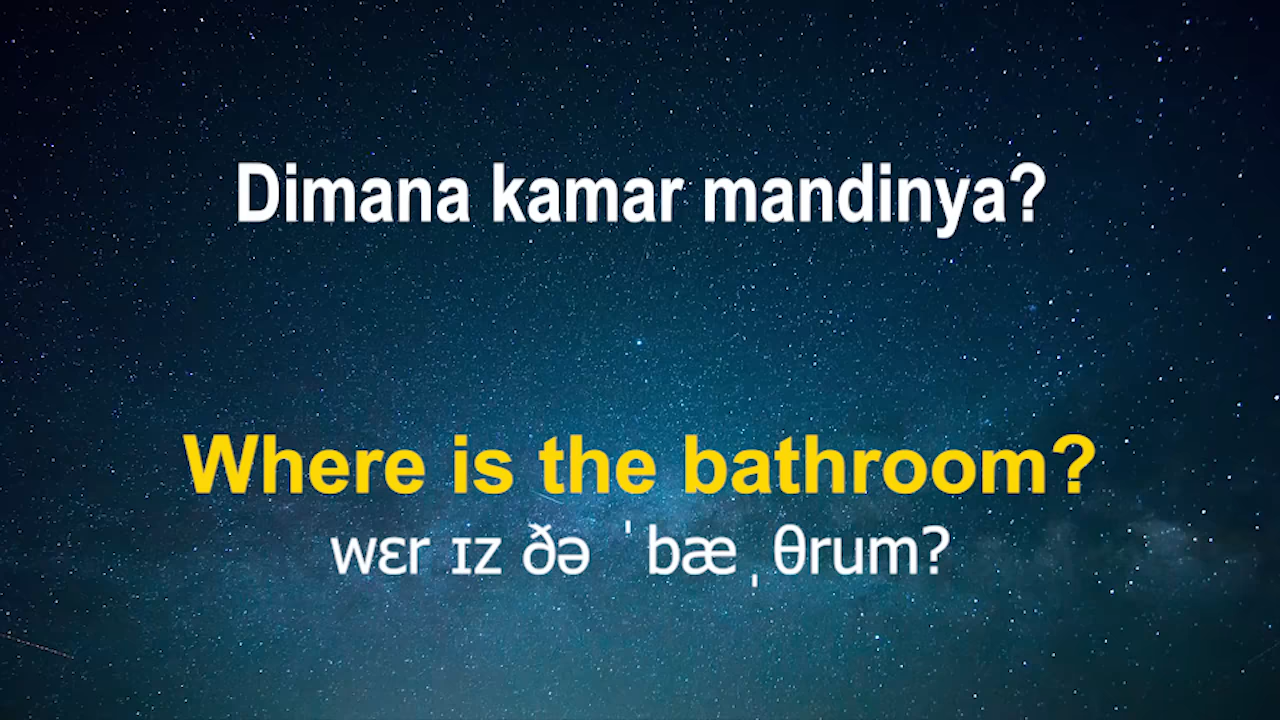 Dimana kamar mandinya?
Where is the bathroom?
wɛr ɪz ðə ˈbæˌθrum?